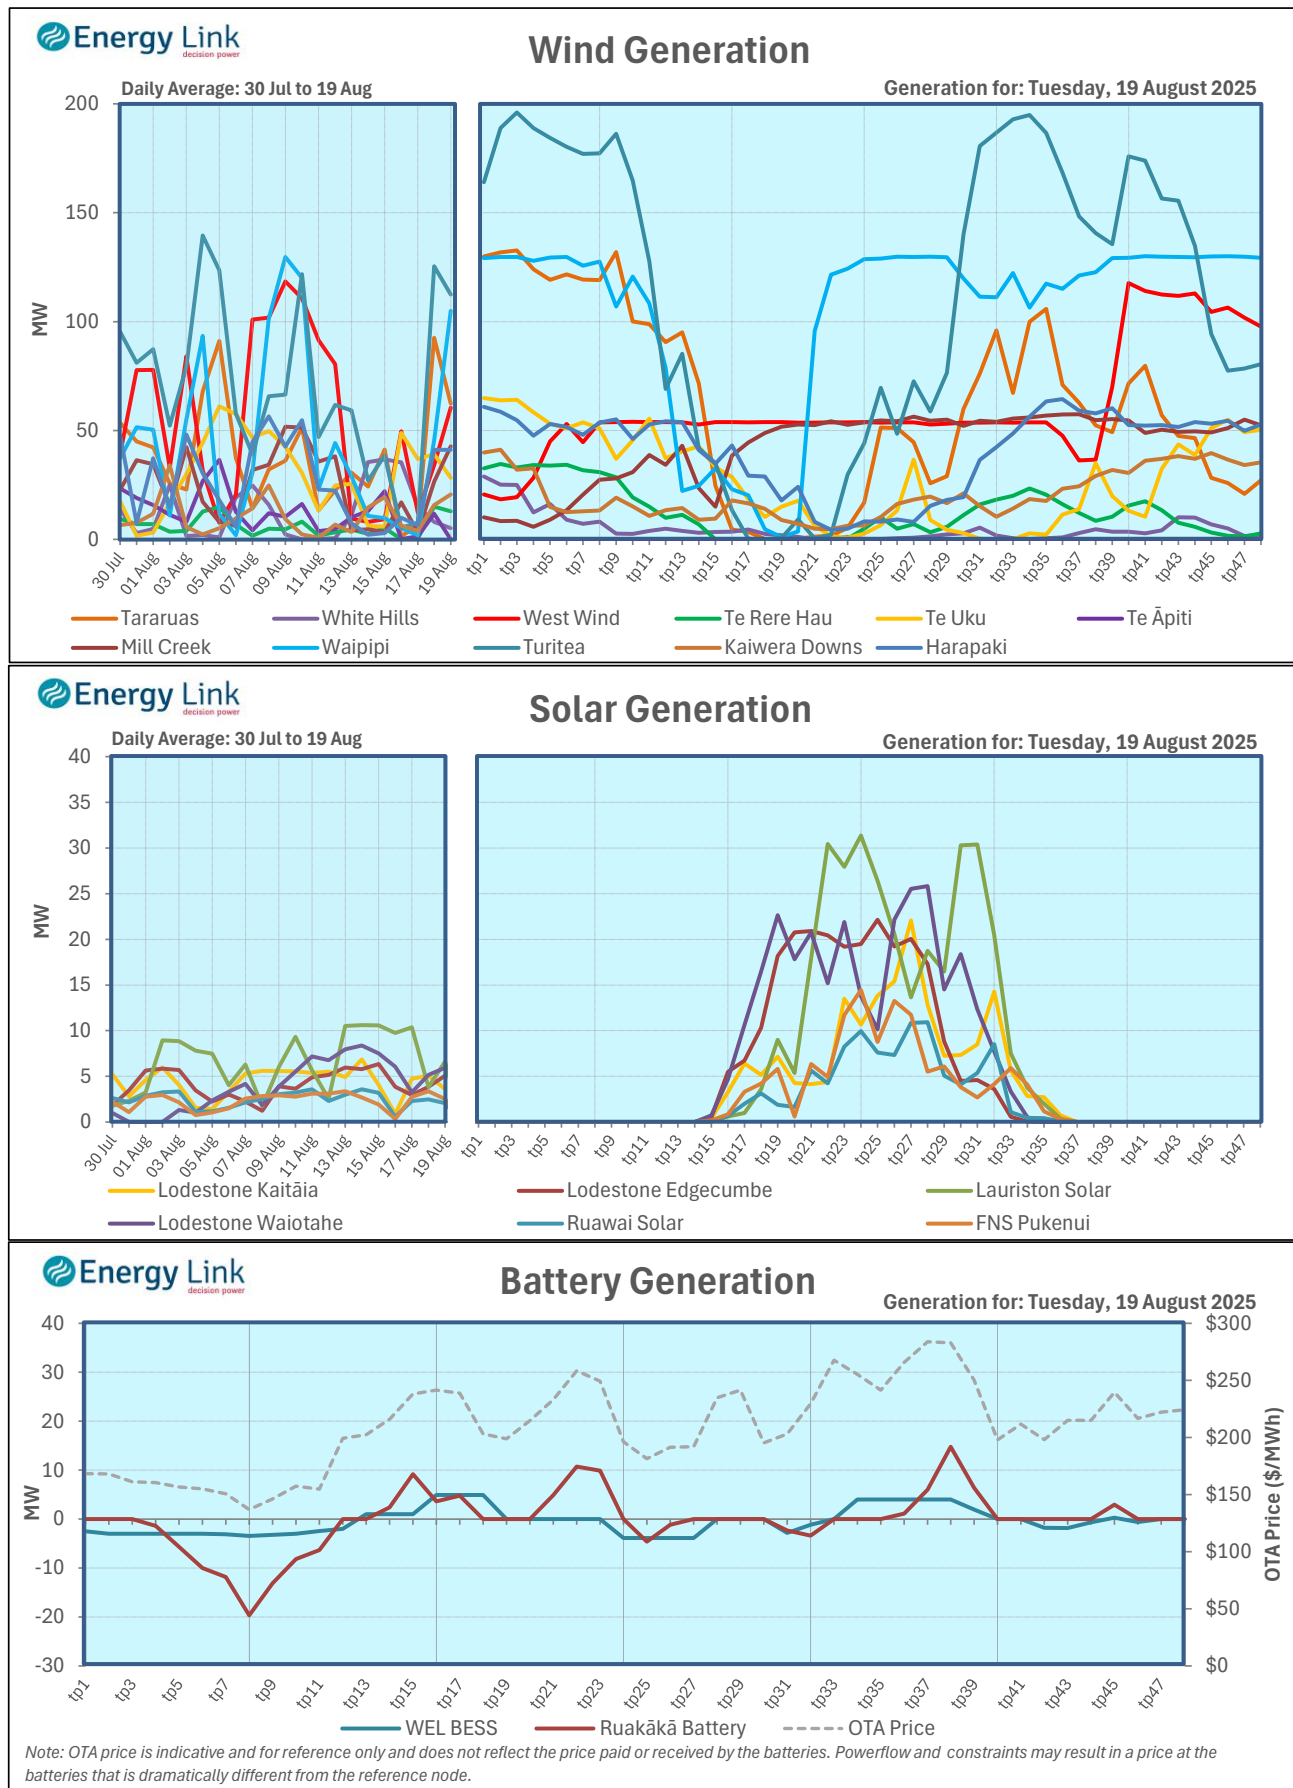 Energy Link
decision power
Wind Generation
Daily Average: 30 Jul to 19 Aug
Generation for: Tuesday, 19 August 2025
200
150
100
50
0
MW
30 Jul
01 Aug
03 Aug
05 Aug
07 Aug
09 Aug
11 Aug
13 Aug
15 Aug
17 Aug
19 Aug
tp1
tp3
tp5
tp7
tp9
tp11
tp13
tp15
tp17
tp19
tp21
tp23
tp25
tp27
tp29
tp31
tp33
tp35
tp37
tp39
tp41
tp43
tp45
tp47
Tararuas White Hills West Wind Te Rere Hau Te Uku Te Āpiti
Mill Creek Waipipi Turitea Kaiwera Downs Harapaki
Energy Link
decision power
Solar Generation
Daily Average: 30 Jul to 19 Aug
Generation for: Tuesday, 19 August 2025
40
35
30
25
20
15
10
5
0
MW
30 Jul
01 Aug
03 Aug
05 Aug
07 Aug
09 Aug
11 Aug
13 Aug
15 Aug
17 Aug
19 Aug
tp1
tp3
tp5
tp7
tp9
tp11
tp13
tp15
tp17
tp19
tp21
tp23
tp25
tp27
tp29
tp31
tp33
tp35
tp37
tp39
tp41
tp43
tp45
tp47
Lodestone Kaitāia Lodestone Edgecumbe Lauriston Solar
Lodestone Waiotahe Ruawai Solar FNS Pukenui
Energy Link
decision power
Battery Generation
Generation for: Tuesday, 19 August 2025
40
30
20
10
0
-10
-20
-30
MW
$300
$250
$200
$150
$100
$50
$0
OTA Price ($/MWh)
tp1
tp3
tp5
tp7
tp9
tp11
tp13
tp15
tp17
tp19
tp21
tp23
tp25
tp27
tp29
tp31
tp33
tp35
tp37
tp39
tp41
tp43
tp45
tp47
WEL BESS Ruakākā Battery OTA Price
Note: OTA price is indicative and for reference only and does not reflect the price paid or received by the batteries. Powerflow and constraints may result in a price at the
batteries that is dramatically different from the reference node.